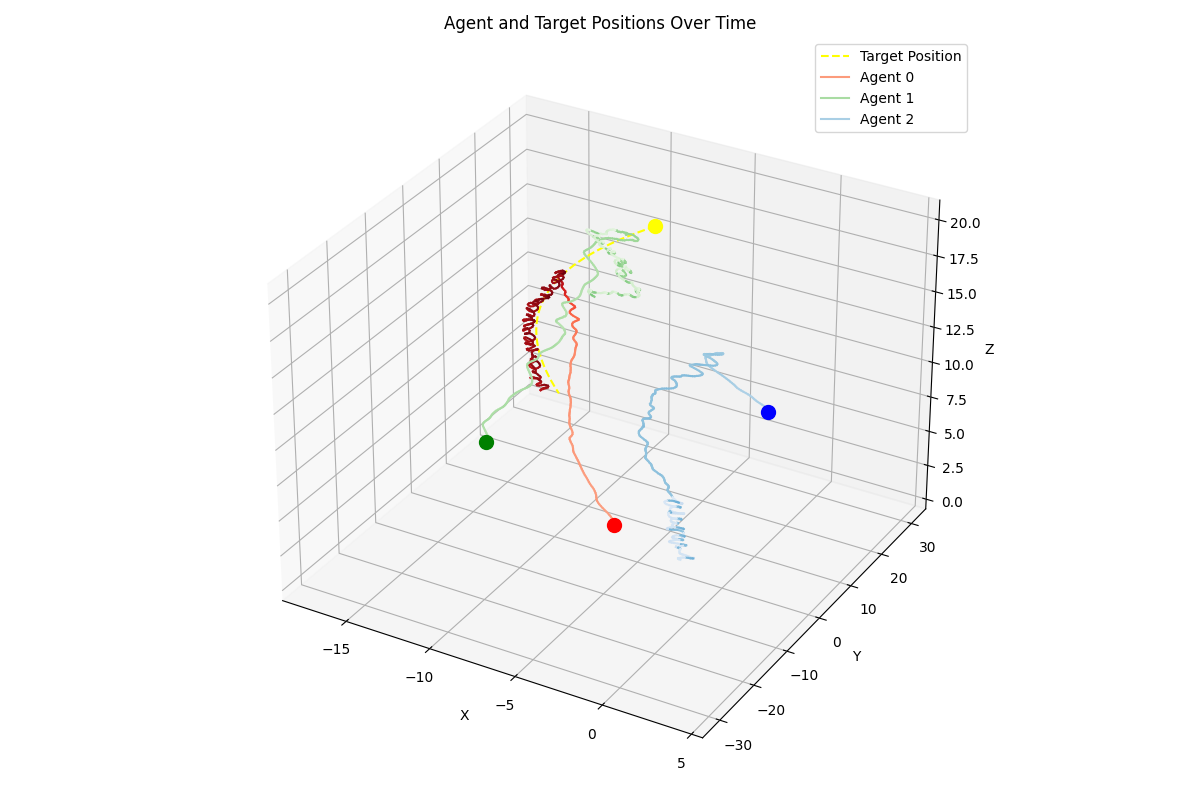 Agent and Target Positions Over Time
Target Position
Agent 0
Agent 1
Agent 2
20.0
17.5
15.0
12.5
10.0
7.5
5.0
2.5
0.0
Z
30
20
10
0
−10
−20
−30
Y
−15
−10
−5
0
5
X